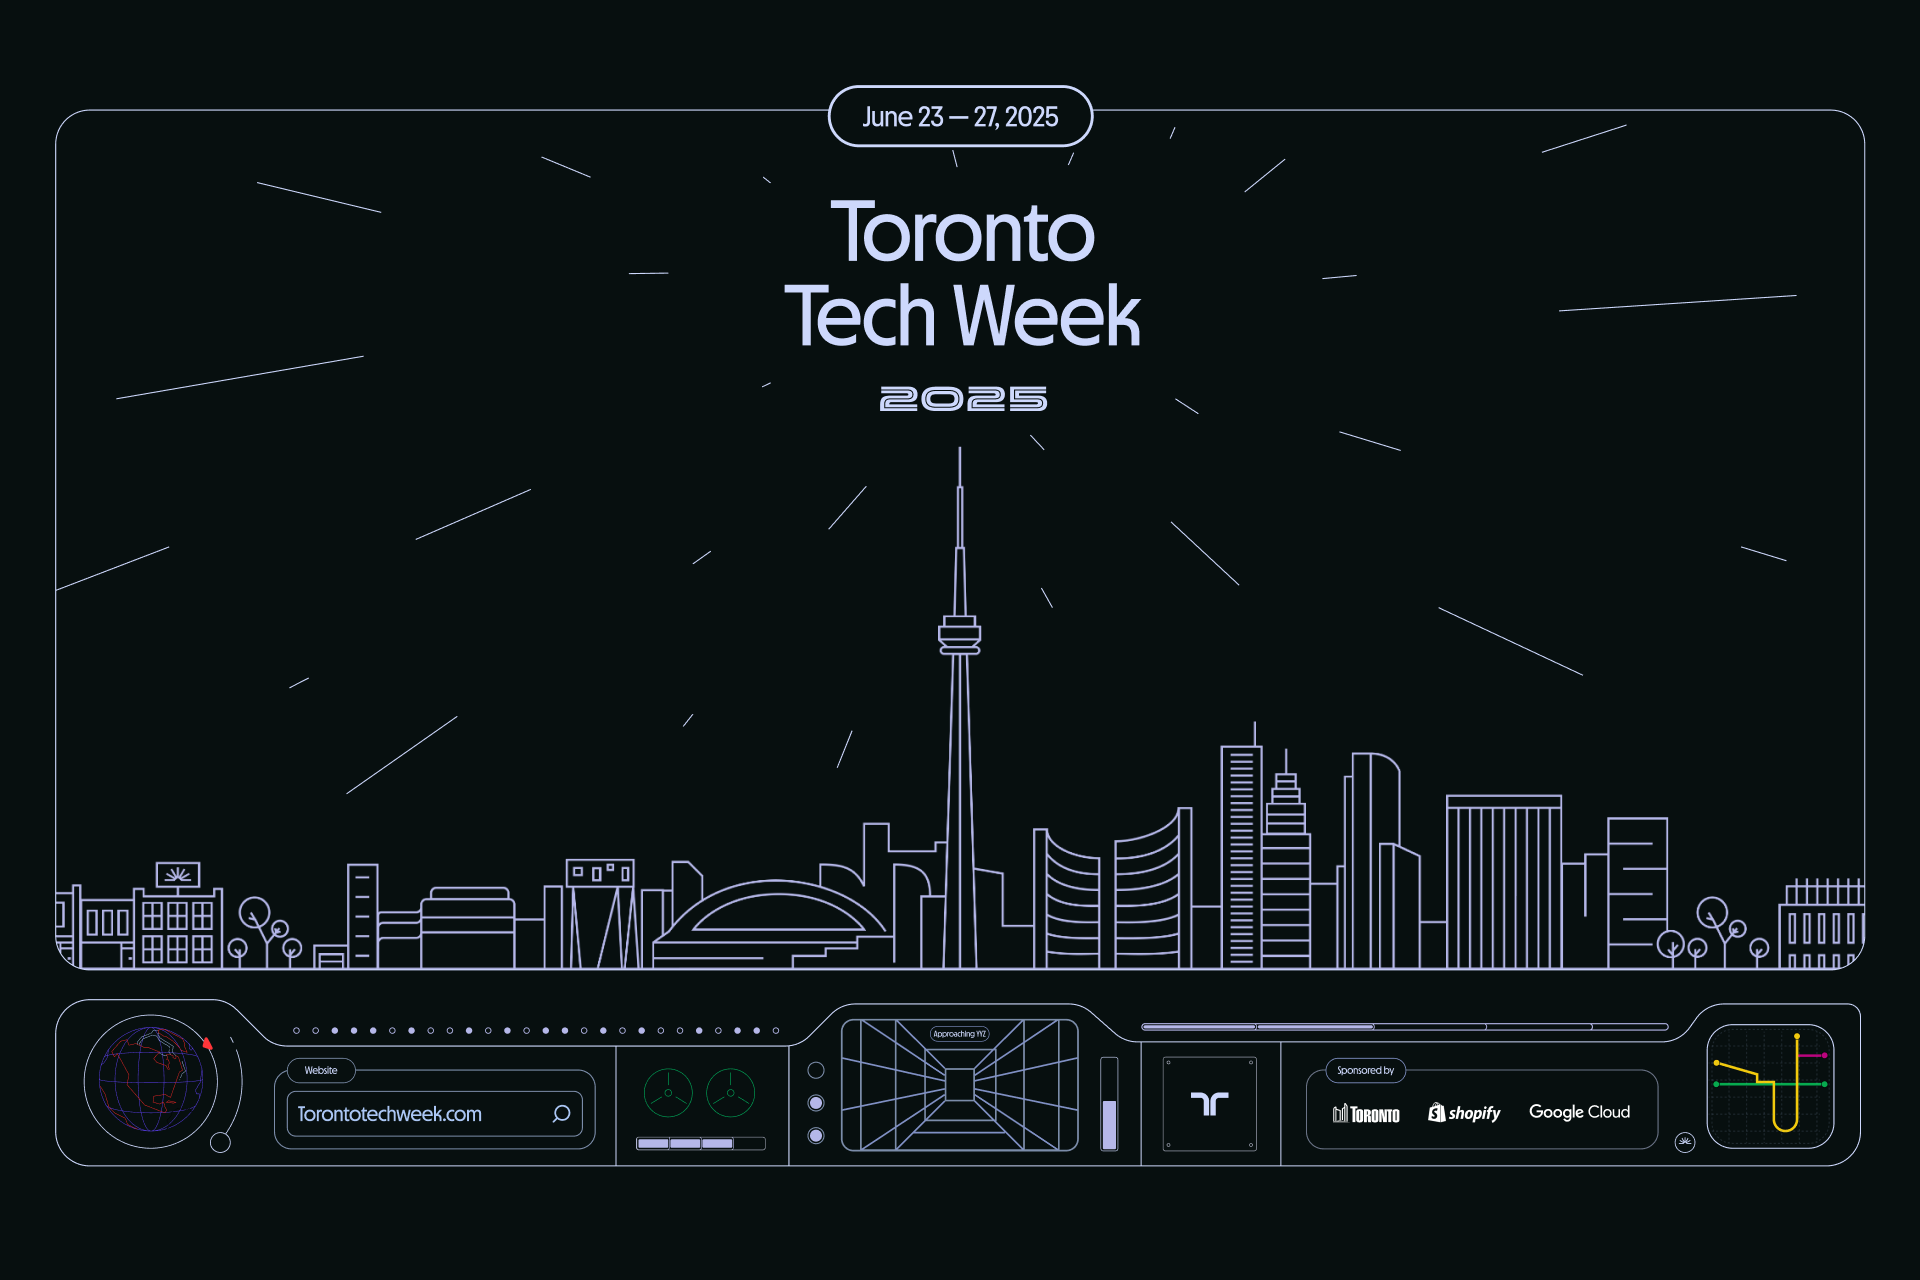 June 23 — 27, 2025
Toronto
Tech Week
2025
Approaching YYZ
Website
Torontotechweek.com
Sponsored by
TORONTO
shopify
Google Cloud